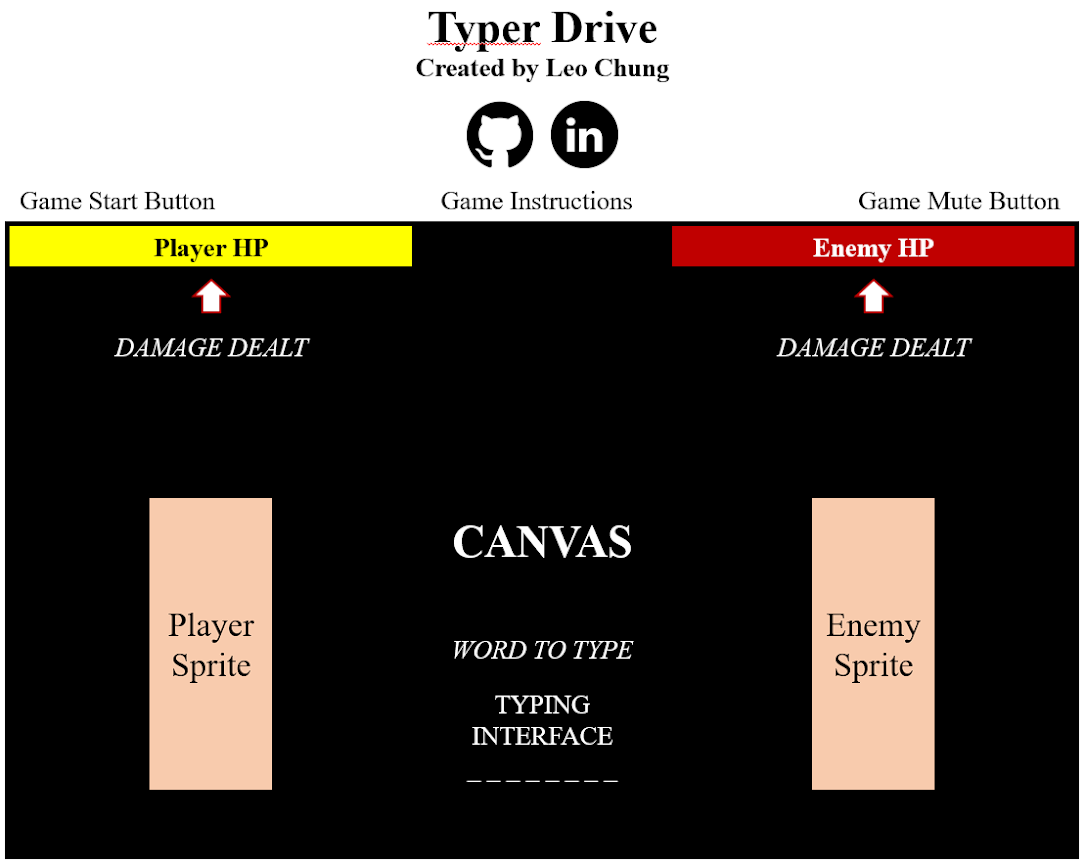 Typer Drive
Created by Leo Chung
in
Game Start Button
Game Instructions
Game Mute Button
Player HP
Enemy HP
DAMAGE DEALT
DAMAGE DEALT
CANVAS
Player
Sprite
WORD TO TYPE
TYPING
INTERFACE
_ _ _ _ _ _ _ _
Enemy
Sprite